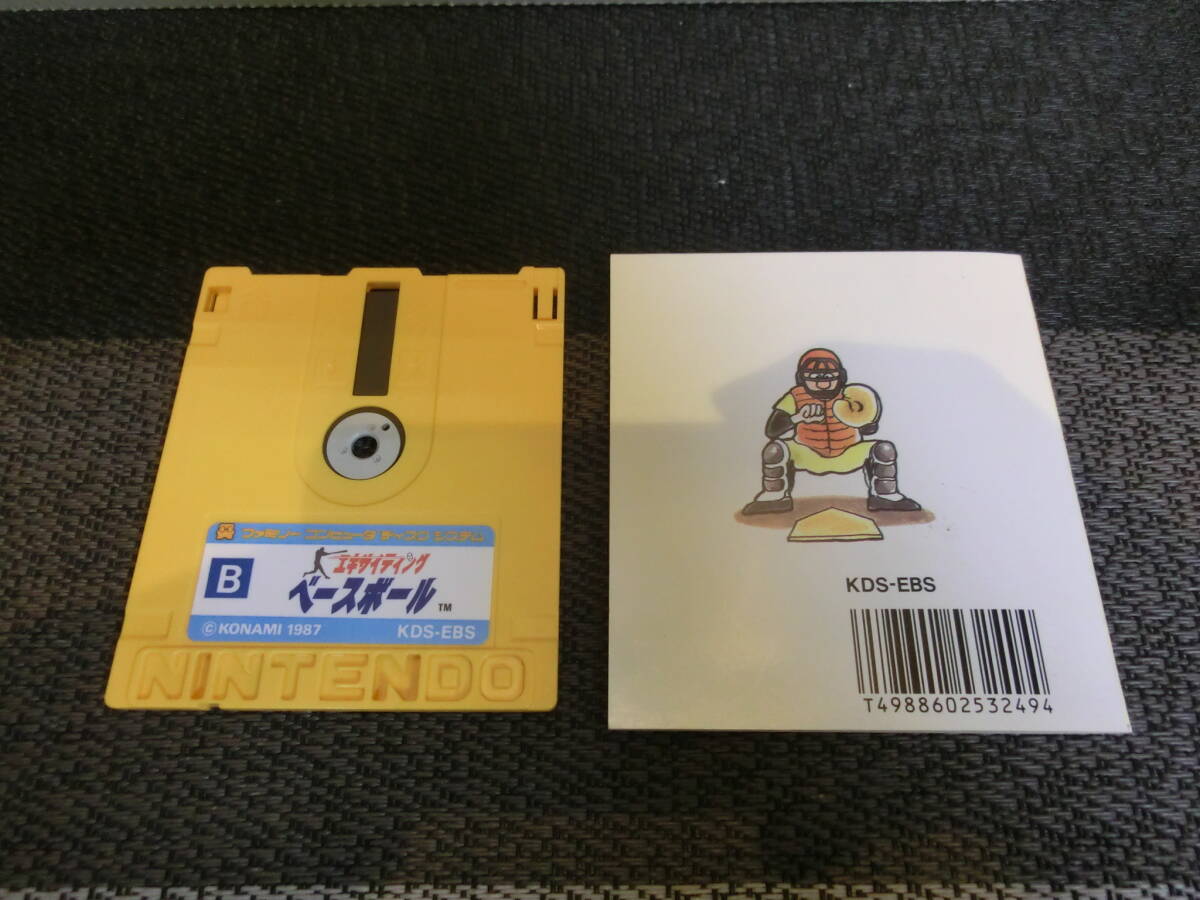 ファミリー コンピュータ ディスク システム
B
エキサイティング
ベースボール TM
© KONAMI 1987 KDS-EBS
NINTENDO
KDS-EBS
T4988602532494